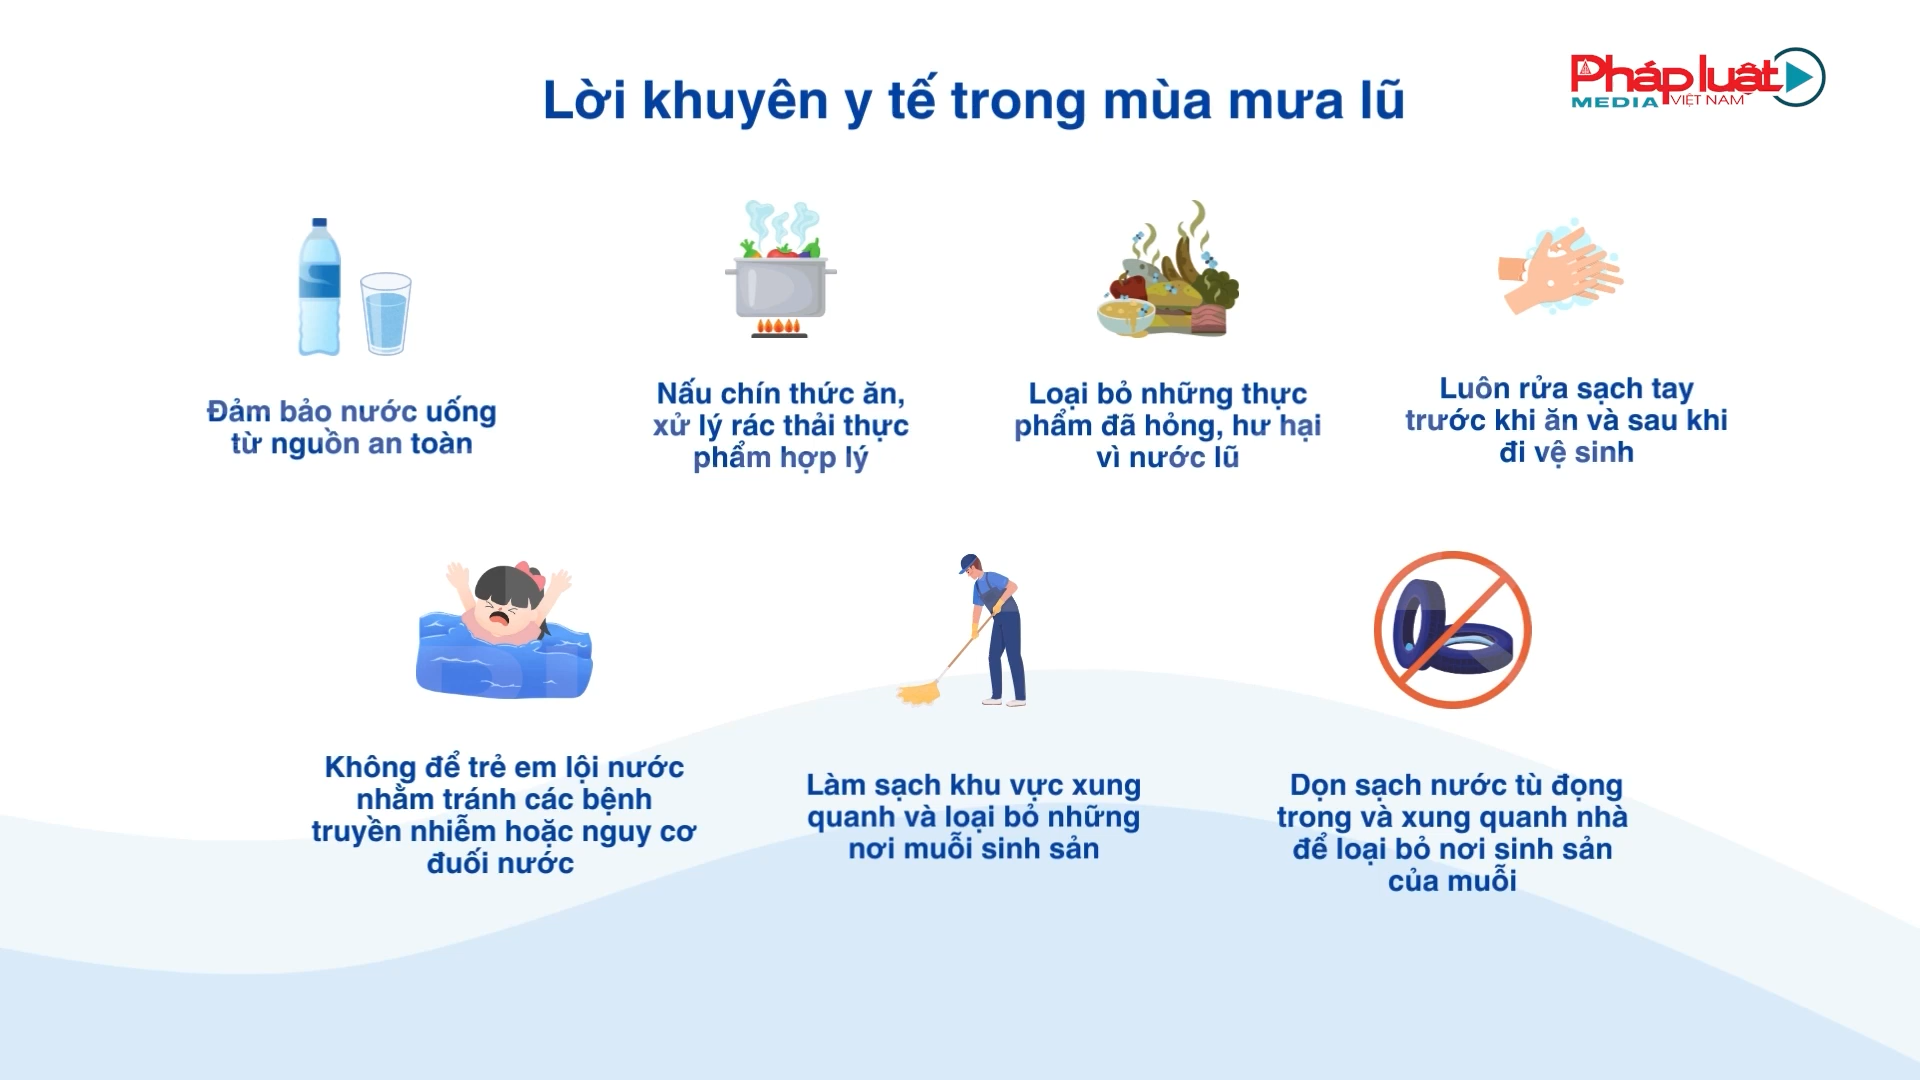 Lời khuyên y tế trong mùa mưa lũ
Pháp luật
MEDIA VIỆT NAM
Đảm bảo nước uống
từ nguồn an toàn
Nấu chín thức ăn,
xử lý rác thải thực
phẩm hợp lý
Loại bỏ những thực
phẩm đã hỏng, hư hại
vì nước lũ
Luôn rửa sạch tay
trước khi ăn và sau khi
đi vệ sinh
Không để trẻ em lội nước
nhằm tránh các bệnh
truyền nhiễm hoặc nguy cơ
đuối nước
Làm sạch khu vực xung
quanh và loại bỏ những
nơi muỗi sinh sản
Dọn sạch nước tù đọng
trong và xung quanh nhà
để loại bỏ nơi sinh sản
của muỗi